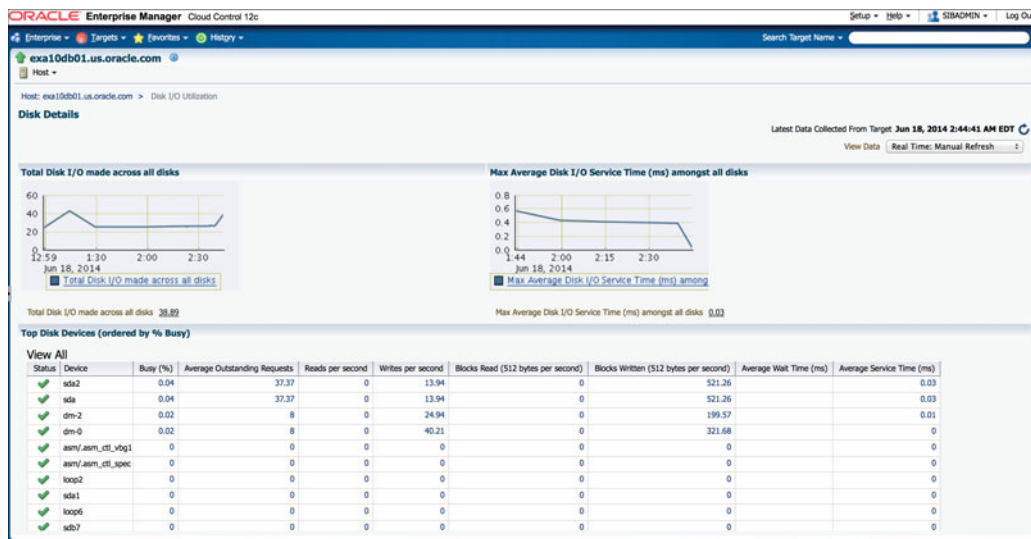 ORACLE Enterprise Manager Cloud Control 12c Setup Help SIBADMIN Log Ou
Enterprise Targets Favorites History Search Target Name
exa10db01.us.oracle.com
Host
Host: exa10db01.us.oracle.com > Disk I/O Utilization
Disk Details
Latest Data Collected From Target Jun 18, 2014 2:44:41 AM EDT
View Data Real Time: Manual Refresh
Total Disk I/O made across all disks Max Average Disk I/O Service Time (ms) amongst all disks
60 0.8
40 0.6
0.4
20 0.2
0 0.0
12:59 1:30 2:00 2:30 1:44 2:00 2:15 2:30
Jun 18, 2014 Jun 18, 2014
Total Disk I/O made across all disks Max Average Disk I/O Service Time (ms) among
Total Disk I/O made across all disks 38.89 Max Average Disk I/O Service Time (ms) amongst all disks 0.03
Top Disk Devices (ordered by % Busy)
View All
Status Device Busy (%) Average Outstanding Requests Reads per second Writes per second Blocks Read (512 bytes per second) Blocks Written (512 bytes per second) Average Wait Time (ms) Average Service Time (ms)
sda2 0.04 37.37 0 13.94 0 521.26 0.03
sda 0.04 37.37 0 13.94 0 521.26 0.03
dm-2 0.02 8 0 24.94 0 199.57 0.01
dm-0 0.02 8 0 40.21 0 321.68 0
asm/.asm_ctl_vbg1 0 0 0 0 0 0 0
asm/.asm_ctl_spec 0 0 0 0 0 0 0
loop2 0 0 0 0 0 0 0
sda1 0 0 0 0 0 0 0
loop6 0 0 0 0 0 0 0
sdb7 0 0 0 0 0 0 0